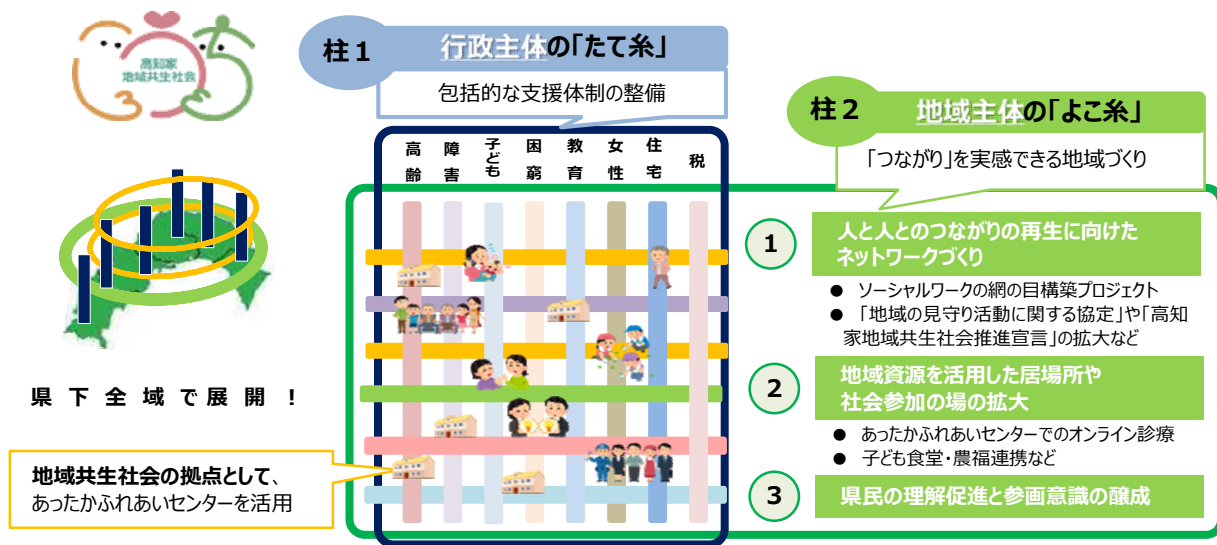 高知家
地域共生社会
柱1
行政主体の「たて糸」
包括的な支援体制の整備
高齢
障害
子ども
困窮
教育
女性
住宅
税
柱2
地域主体の「よこ糸」
「つながり」を実感できる地域づくり
1
人と人とのつながりの再生に向けた
ネットワークづくり
● ソーシャルワークの網の目構築プロジェクト
● 「地域の見守り活動に関する協定」や「高知
家地域共生社会推進宣言」の拡大など
2
地域資源を活用した居場所や
社会参加の場の拡大
● あったかふれあいセンターでのオンライン診療
● 子ども食堂・農福連携など
3
県民の理解促進と参画意識の醸成
県下全域で展開!
地域共生社会の拠点として、
あったかふれあいセンターを活用